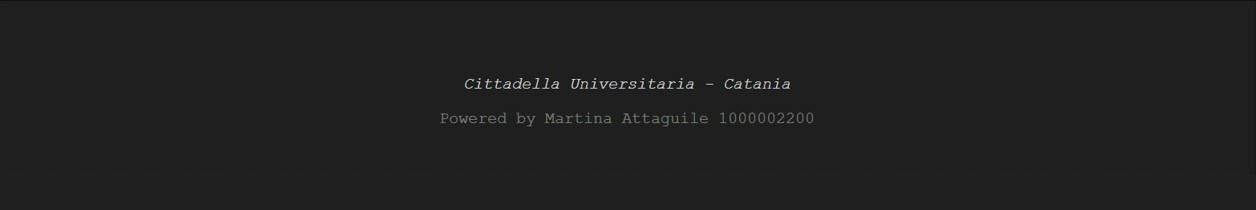 Cittadella Universitaria - Catania
Powered by Martina Attaguile 1000002200